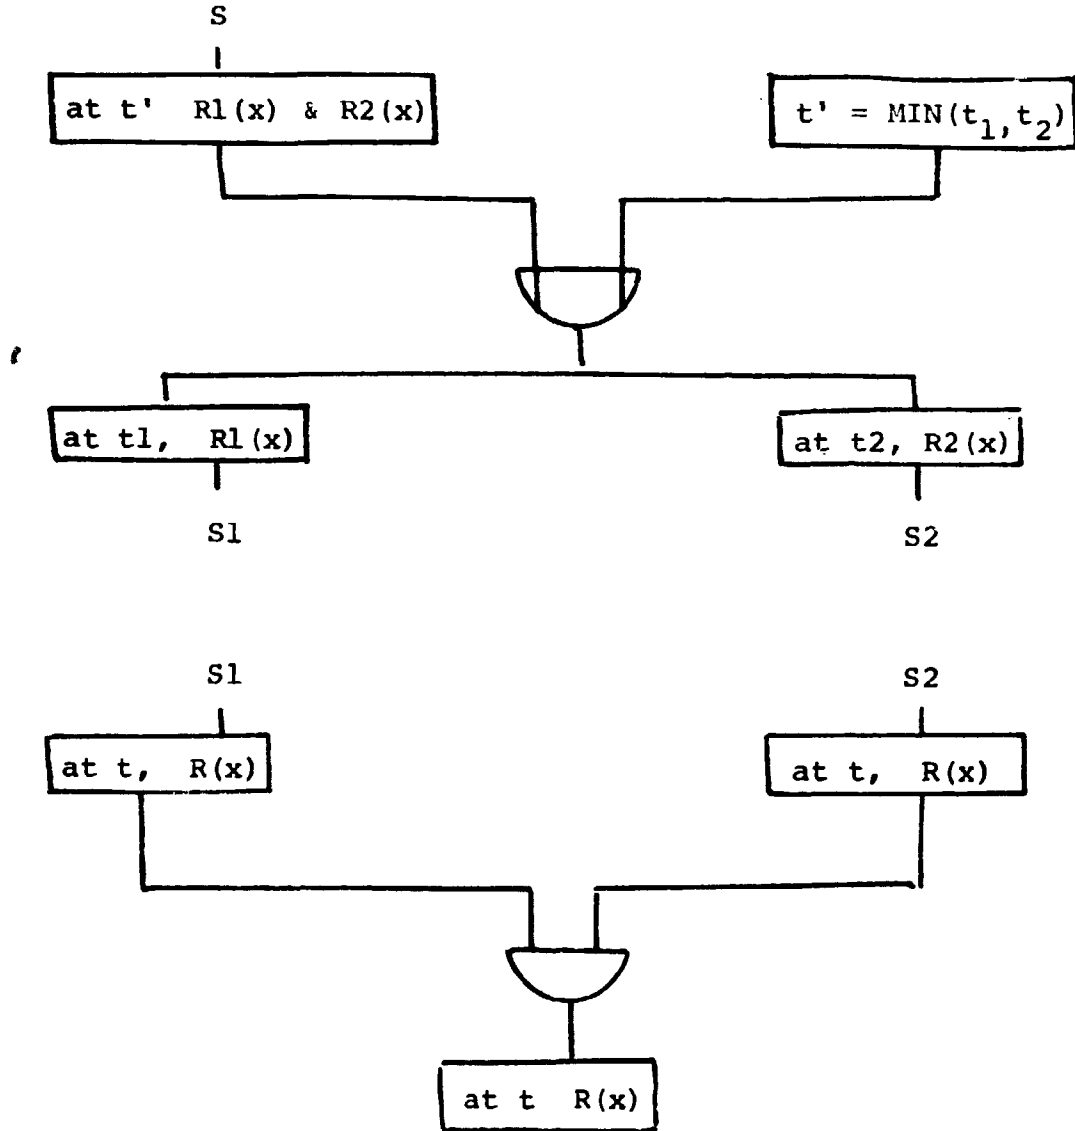 S
at t' R1(x) & R2(x)
t' = MIN(t1, t2)
at t1, R1(x)
at t2, R2(x)
S1
S2
S1
S2
at t, R(x)
at t, R(x)
at t R(x)